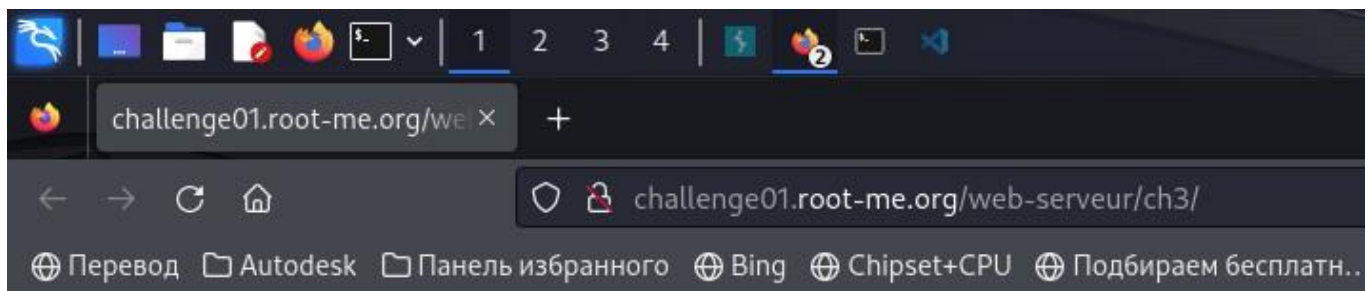 1 2 3 4 2
challenge01.root-me.org/we
challenge01.root-me.org/web-serveur/ch3/
Перевод Autodesk Панель избранного Bing Chipset+CPU Подбираем бесплатн..